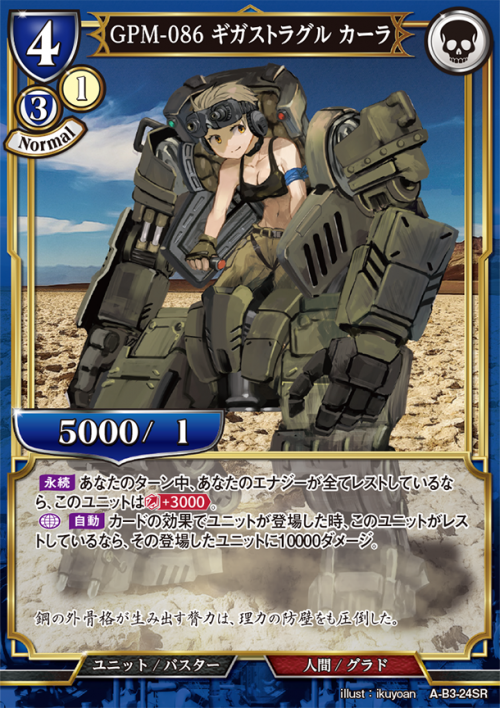 4
GPM-086 ギガストラグル カーラ
3
1
Normal
5000/ 1
永続 あなたのターン中、あなたのエナジーが全てレストしているな
ら、このユニットは +3000 。
自動 カードの効果でユニットが登場した時、このユニットがレス
トしているなら、その登場したユニットに10000ダメージ。
鋼の外骨格が生み出す膂力は、理力の防壁をも圧倒した。
ユニット / バスター
人間 / グラド
illust : ikuyoan
A-B3-24SR